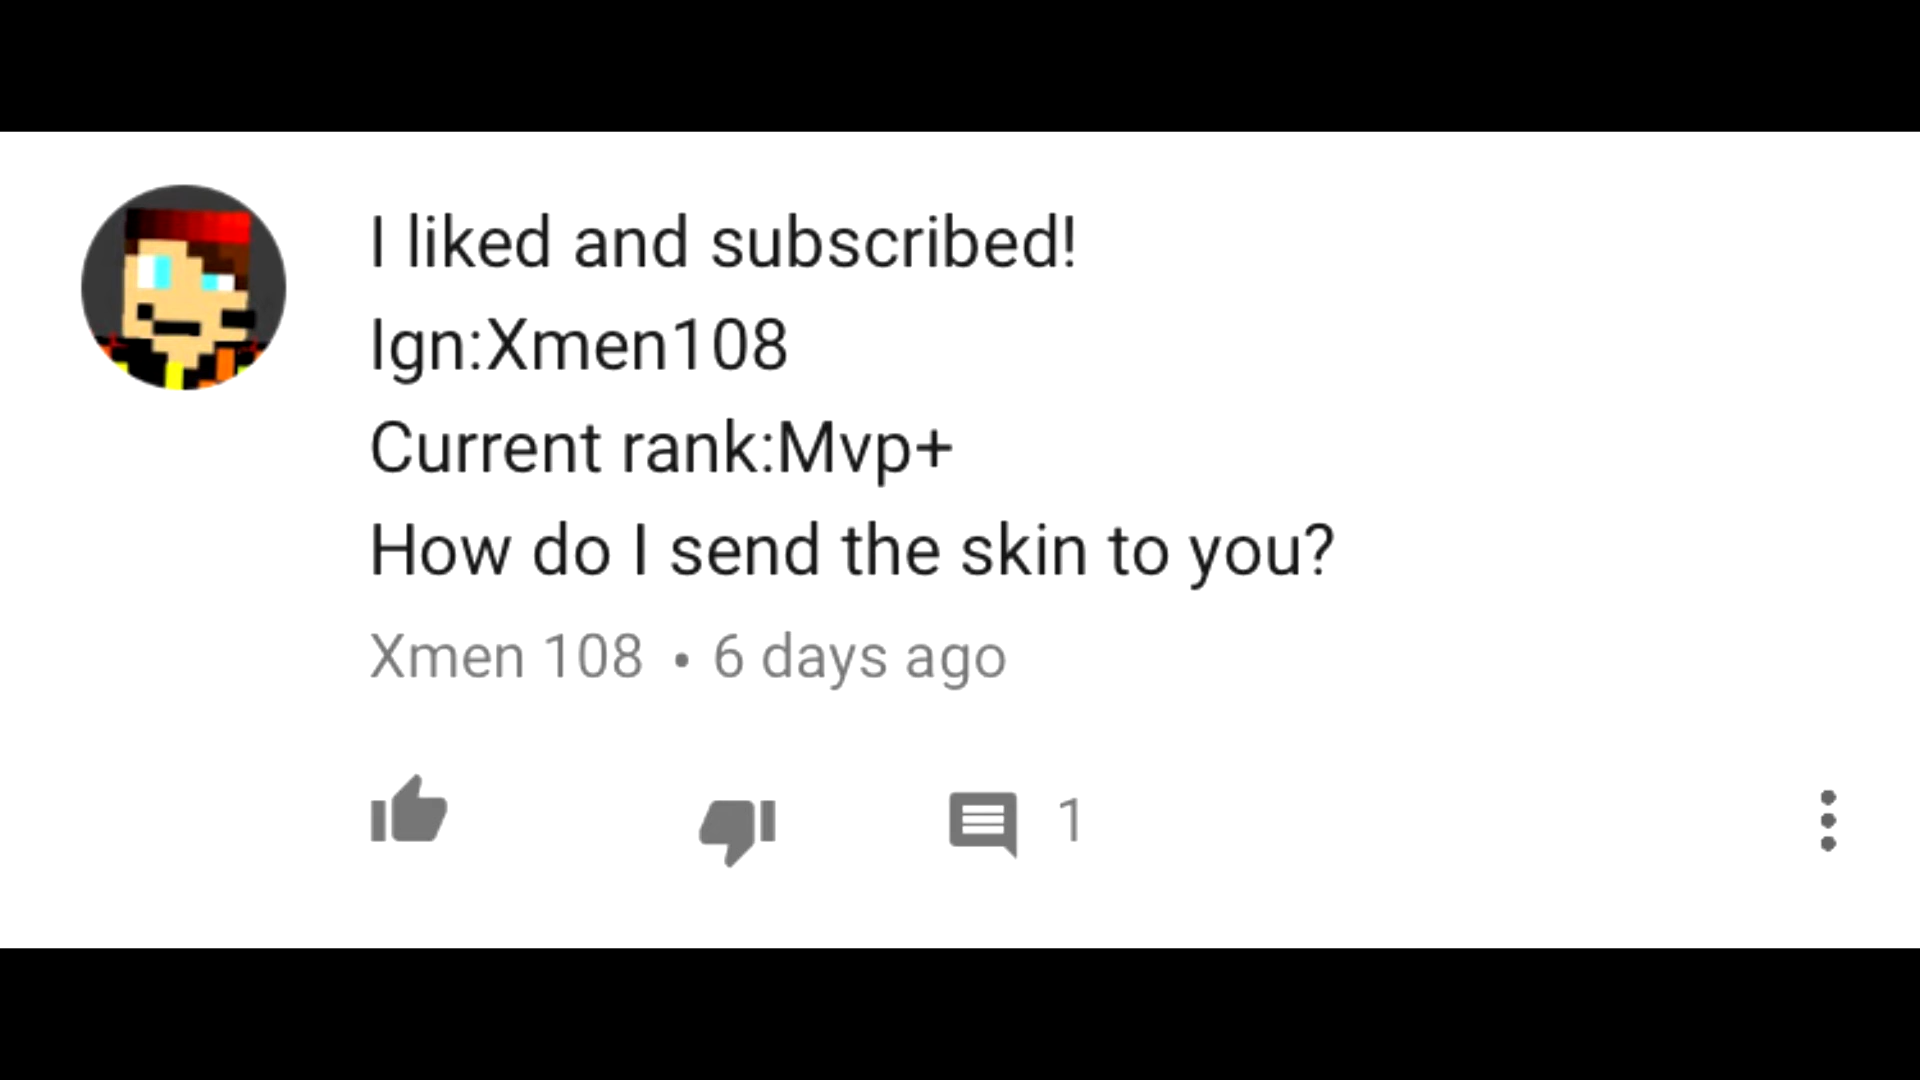 I liked and subscribed!
Ign:Xmen108
Current rank:Mvp+
How do I send the skin to you?
Xmen 108 • 6 days ago
1